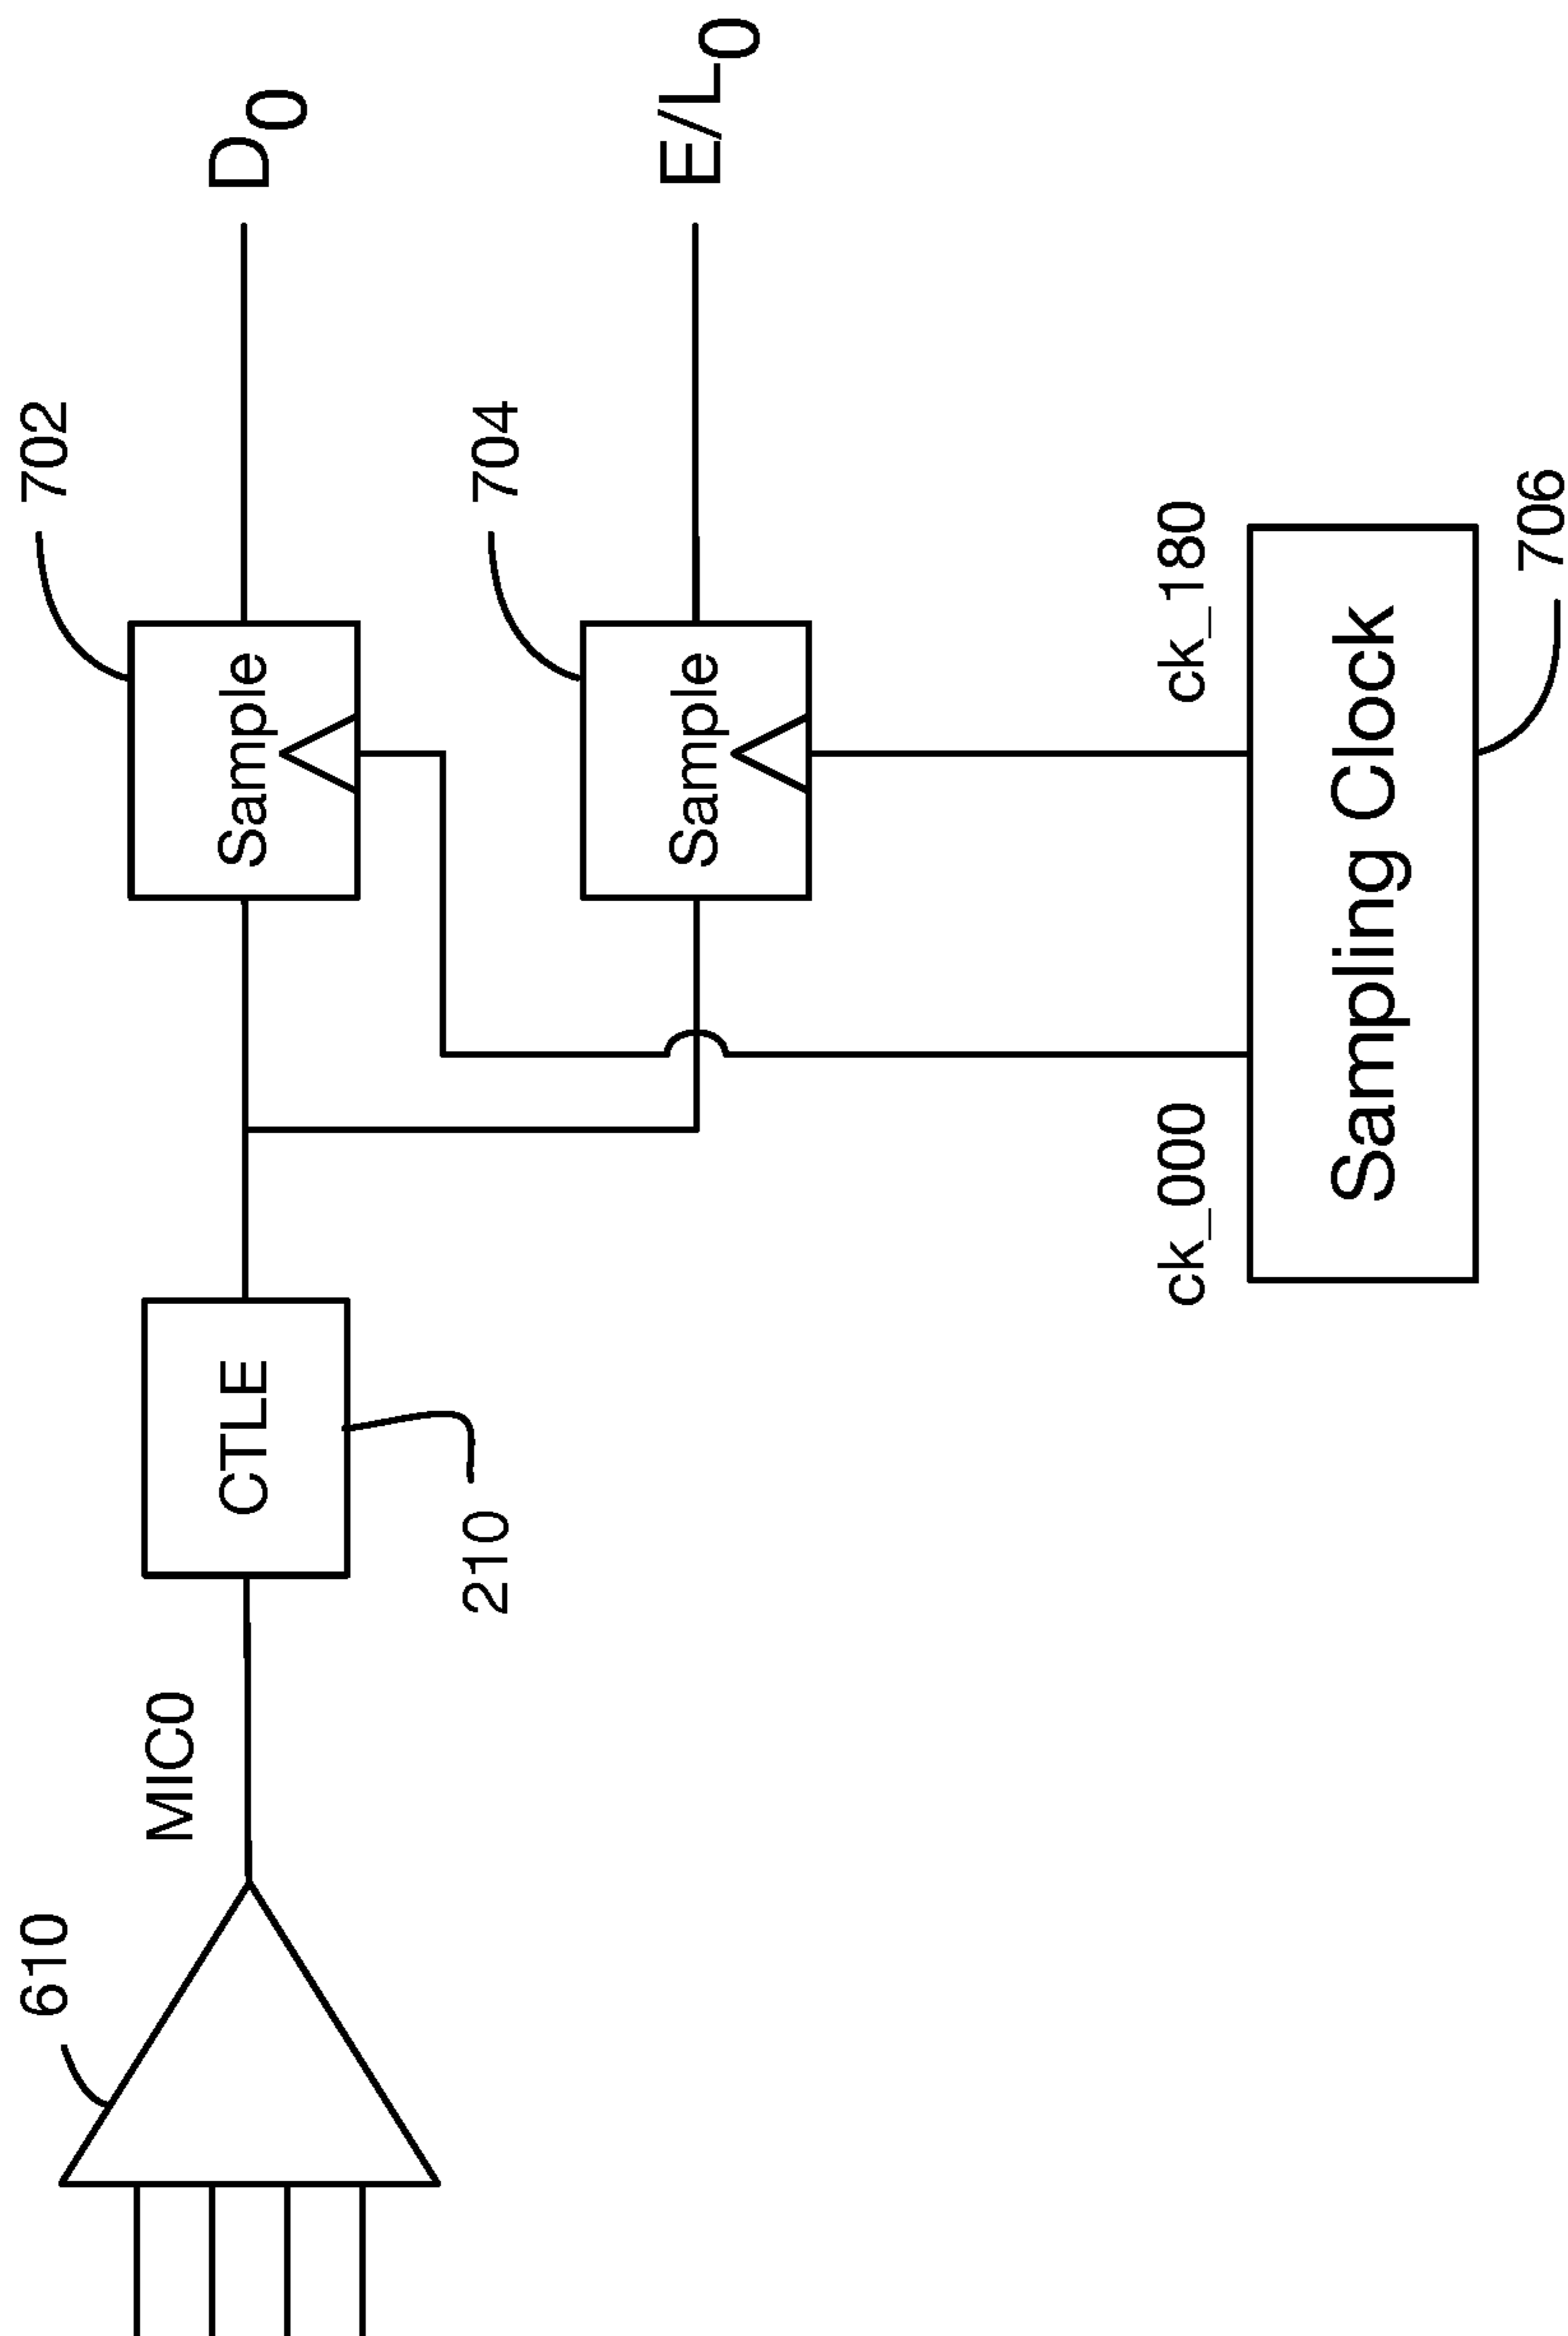 610
MIC0
CTLE
210
702
Sample
D0
704
Sample
E/L0
ck_000
ck_180
Sampling Clock
706